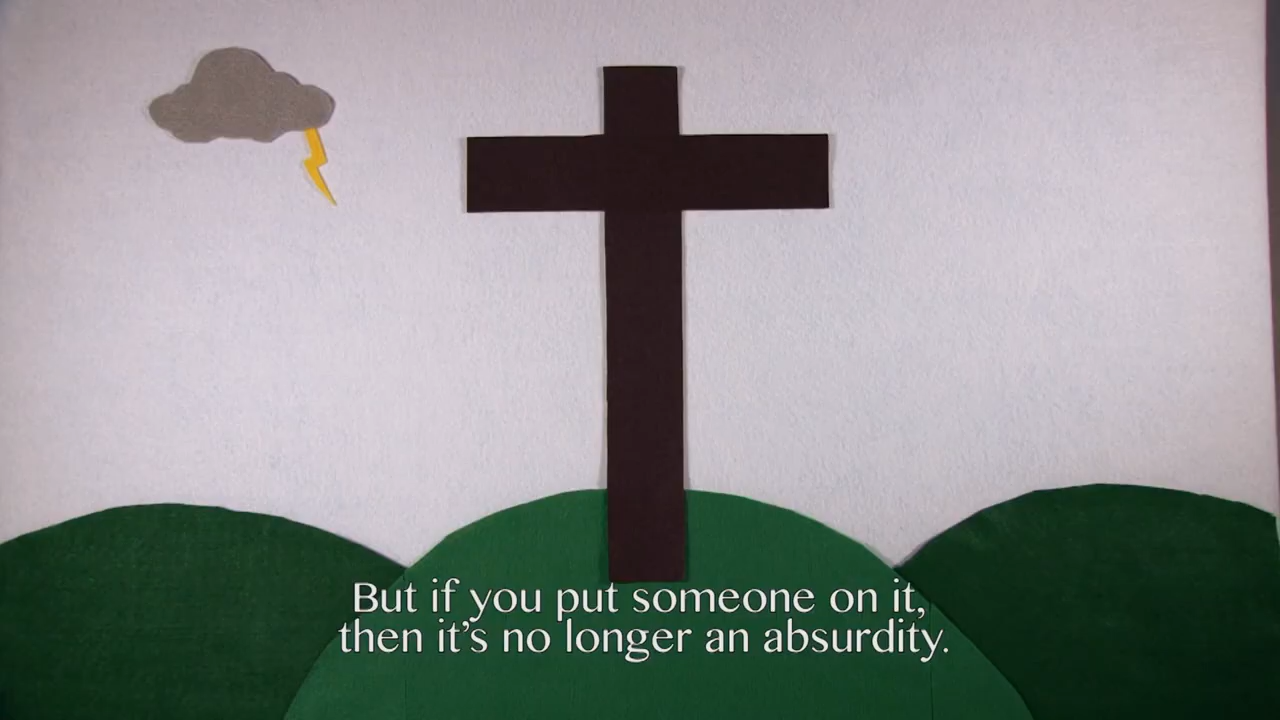 But if you put someone on it,
then it’s no longer an absurdity.